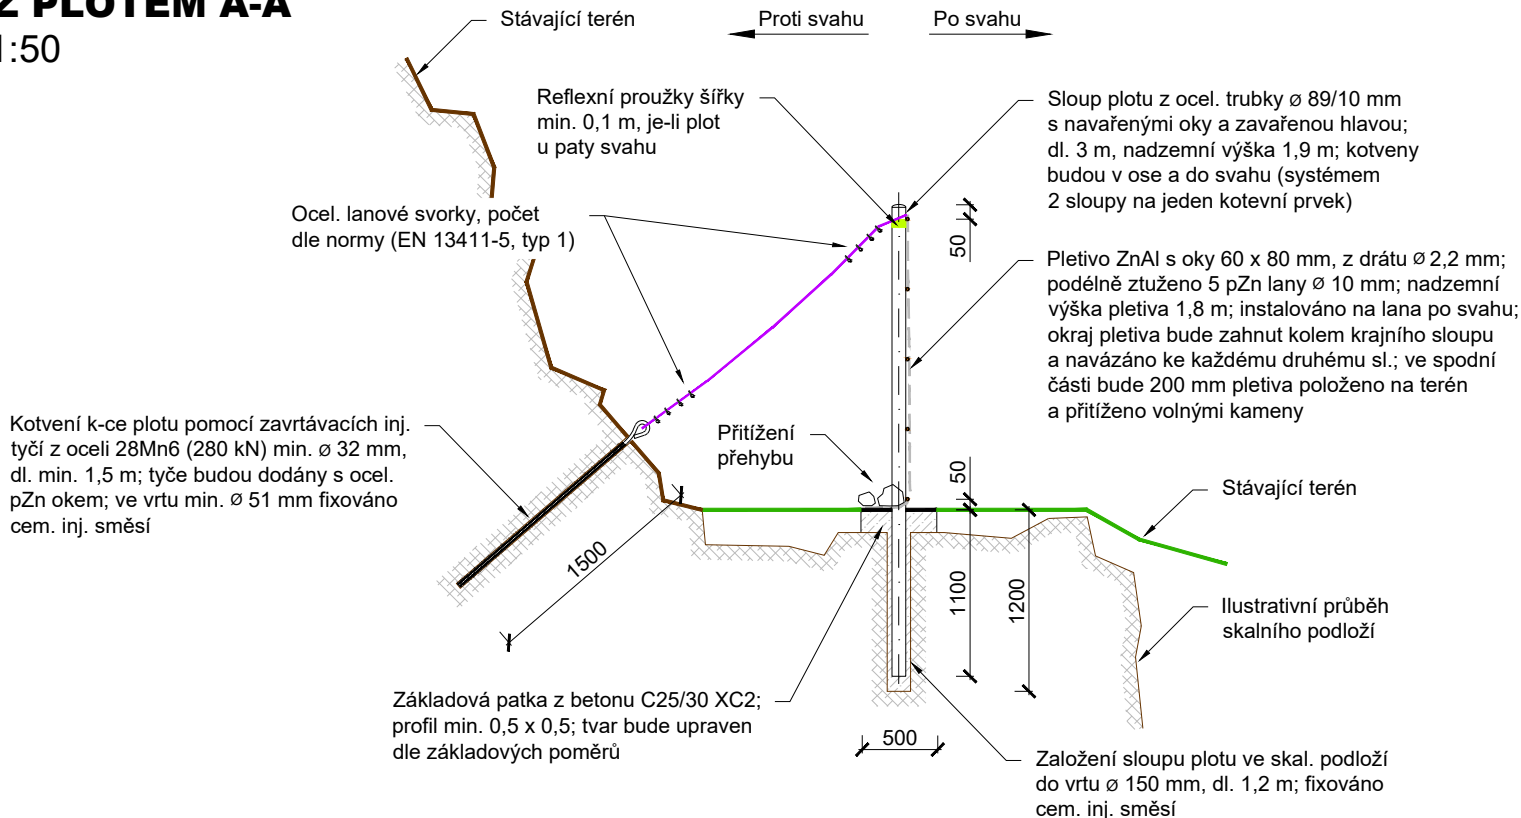 Z PLOTEM A-A
1:50
Stávající terén
Proti svahu
Po svahu
Reflexní proužky šířky
min. 0,1 m, je-li plot
u paty svahu
Sloup plotu z ocel. trubky ø 89/10 mm
s navařenými oky a zavařenou hlavou;
dl. 3 m, nadzemní výška 1,9 m; kotveny
budou v ose a do svahu (systémem
2 sloupy na jeden kotevní prvek)
Ocel. lanové svorky, počet
dle normy (EN 13411-5, typ 1)
50
Pletivo ZnAl s oky 60 x 80 mm, z drátu ø 2,2 mm;
podélně ztuženo 5 pZn lany ø 10 mm; nadzemní
výška pletiva 1,8 m; instalováno na lana po svahu;
okraj pletiva bude zahnut kolem krajního sloupu
a navázáno ke každému druhému sl.; ve spodní
části bude 200 mm pletiva položeno na terén
a přitíženo volnými kameny
Kotvení k-ce plotu pomocí zavrtávacích inj.
tyčí z oceli 28Mn6 (280 kN) min. ø 32 mm,
dl. min. 1,5 m; tyče budou dodány s ocel.
pZn okem; ve vrtu min. ø 51 mm fixováno
cem. inj. směsí
Přitížení
přehybu
50
Stávající terén
1500
1100
1200
Ilustrativní průběh
skalního podloží
Základová patka z betonu C25/30 XC2;
profil min. 0,5 x 0,5; tvar bude upraven
dle základových poměrů
500
Založení sloupu plotu ve skal. podloží
do vrtu ø 150 mm, dl. 1,2 m; fixováno
cem. inj. směsí